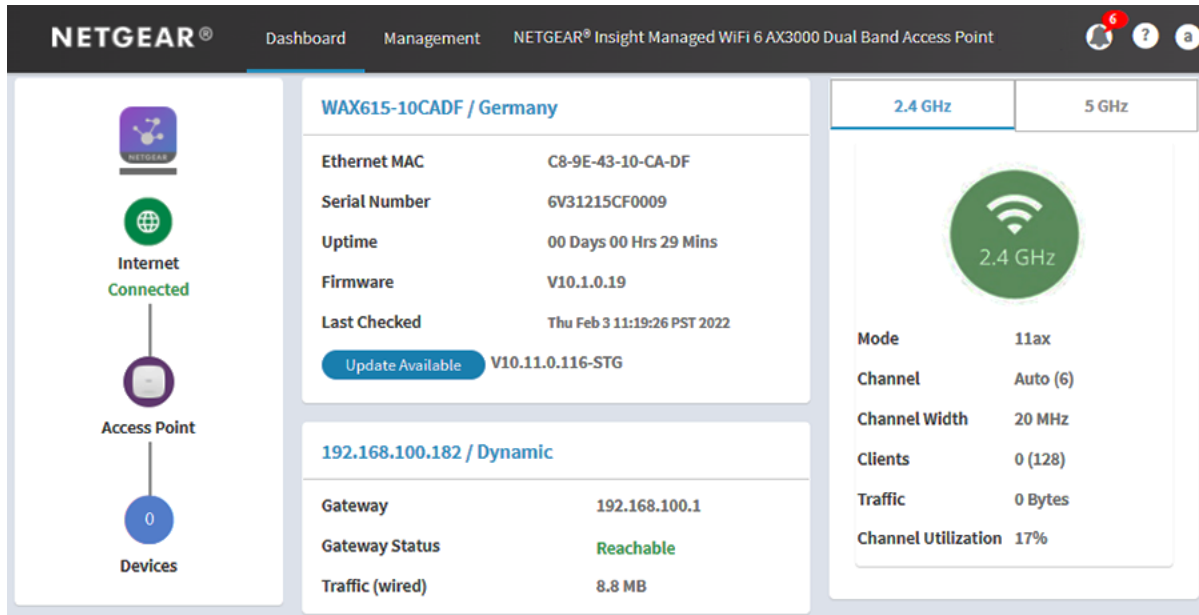 NETGEAR® Dashboard Management NETGEAR® Insight Managed WiFi 6 AX3000 Dual Band Access Point 6 ? a
NETGEAR
Internet
Connected
Access Point
0
Devices
WAX615-10CADF / Germany
Ethernet MAC C8-9E-43-10-CA-DF
Serial Number 6V31215CF0009
Uptime 00 Days 00 Hrs 29 Mins
Firmware V10.1.0.19
Last Checked Thu Feb 3 11:19:26 PST 2022
Update Available V10.11.0.116-STG
192.168.100.182 / Dynamic
Gateway 192.168.100.1
Gateway Status Reachable
Traffic (wired) 8.8 MB
2.4 GHz 5 GHz
2.4 GHz
Mode 11ax
Channel Auto (6)
Channel Width 20 MHz
Clients 0 (128)
Traffic 0 Bytes
Channel Utilization 17%